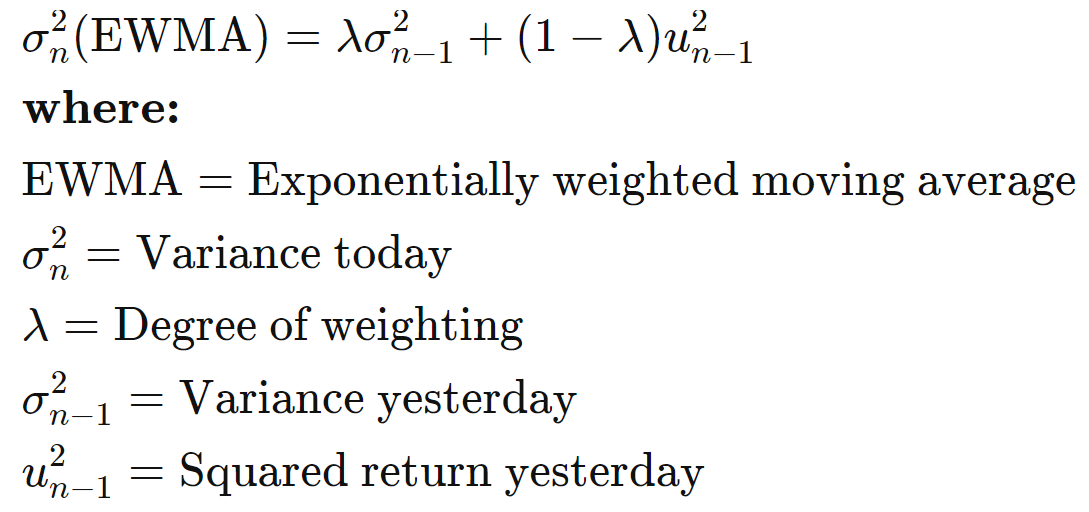 σ²ₙ(EWMA) = λσ²ₙ₋₁ + (1 − λ)u²ₙ₋₁
where:
EWMA = Exponentially weighted moving average
σ²ₙ = Variance today
λ = Degree of weighting
σ²ₙ₋₁ = Variance yesterday
u²ₙ₋₁ = Squared return yesterday